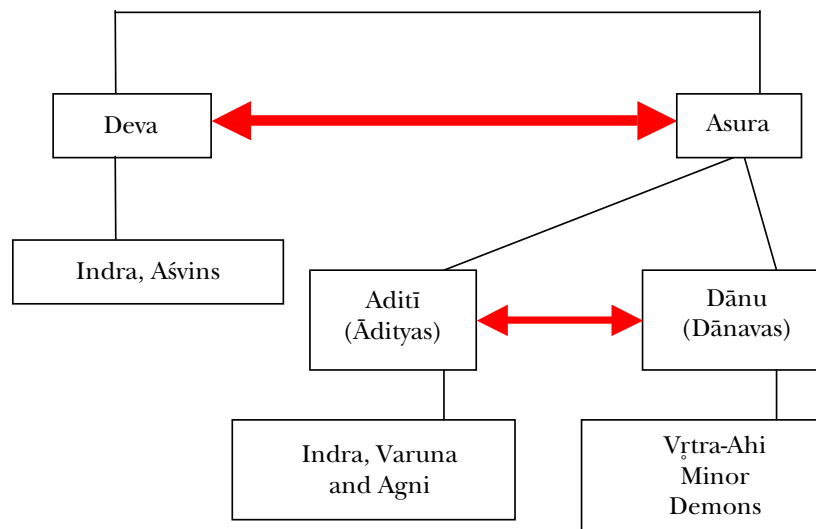 Deva
Asura
Indra, Aśvins
Aditī
(Ādityas)
Dānu
(Dānavas)
Indra, Varuna
and Agni
Vr̥tra-Ahi
Minor
Demons